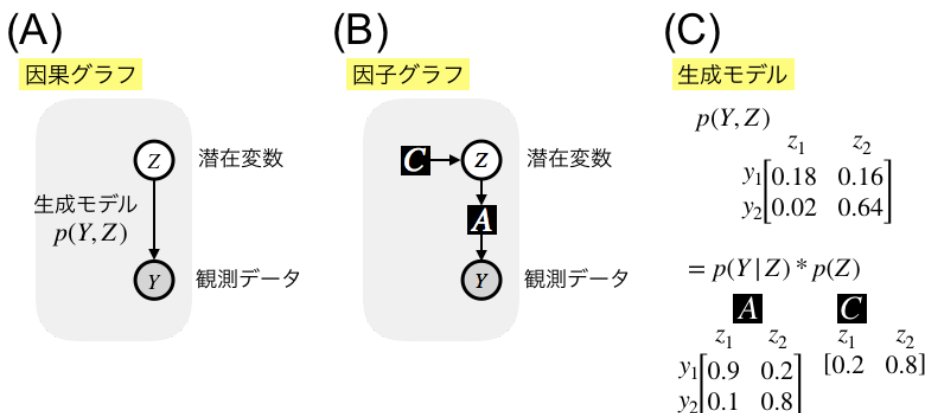 (A)
因果グラフ
Z
潜在変数
生成モデル
p(Y,Z)
Y
観測データ
(B)
因子グラフ
C
Z
潜在変数
A
Y
観測データ
(C)
生成モデル
p(Y,Z)
z₁ z₂
y₁ [0.18 0.16]
y₂ [0.02 0.64]
= p(Y|Z) * p(Z)
A C
z₁ z₂ z₁ z₂
y₁ [0.9 0.2] [0.2 0.8]
y₂ [0.1 0.8]